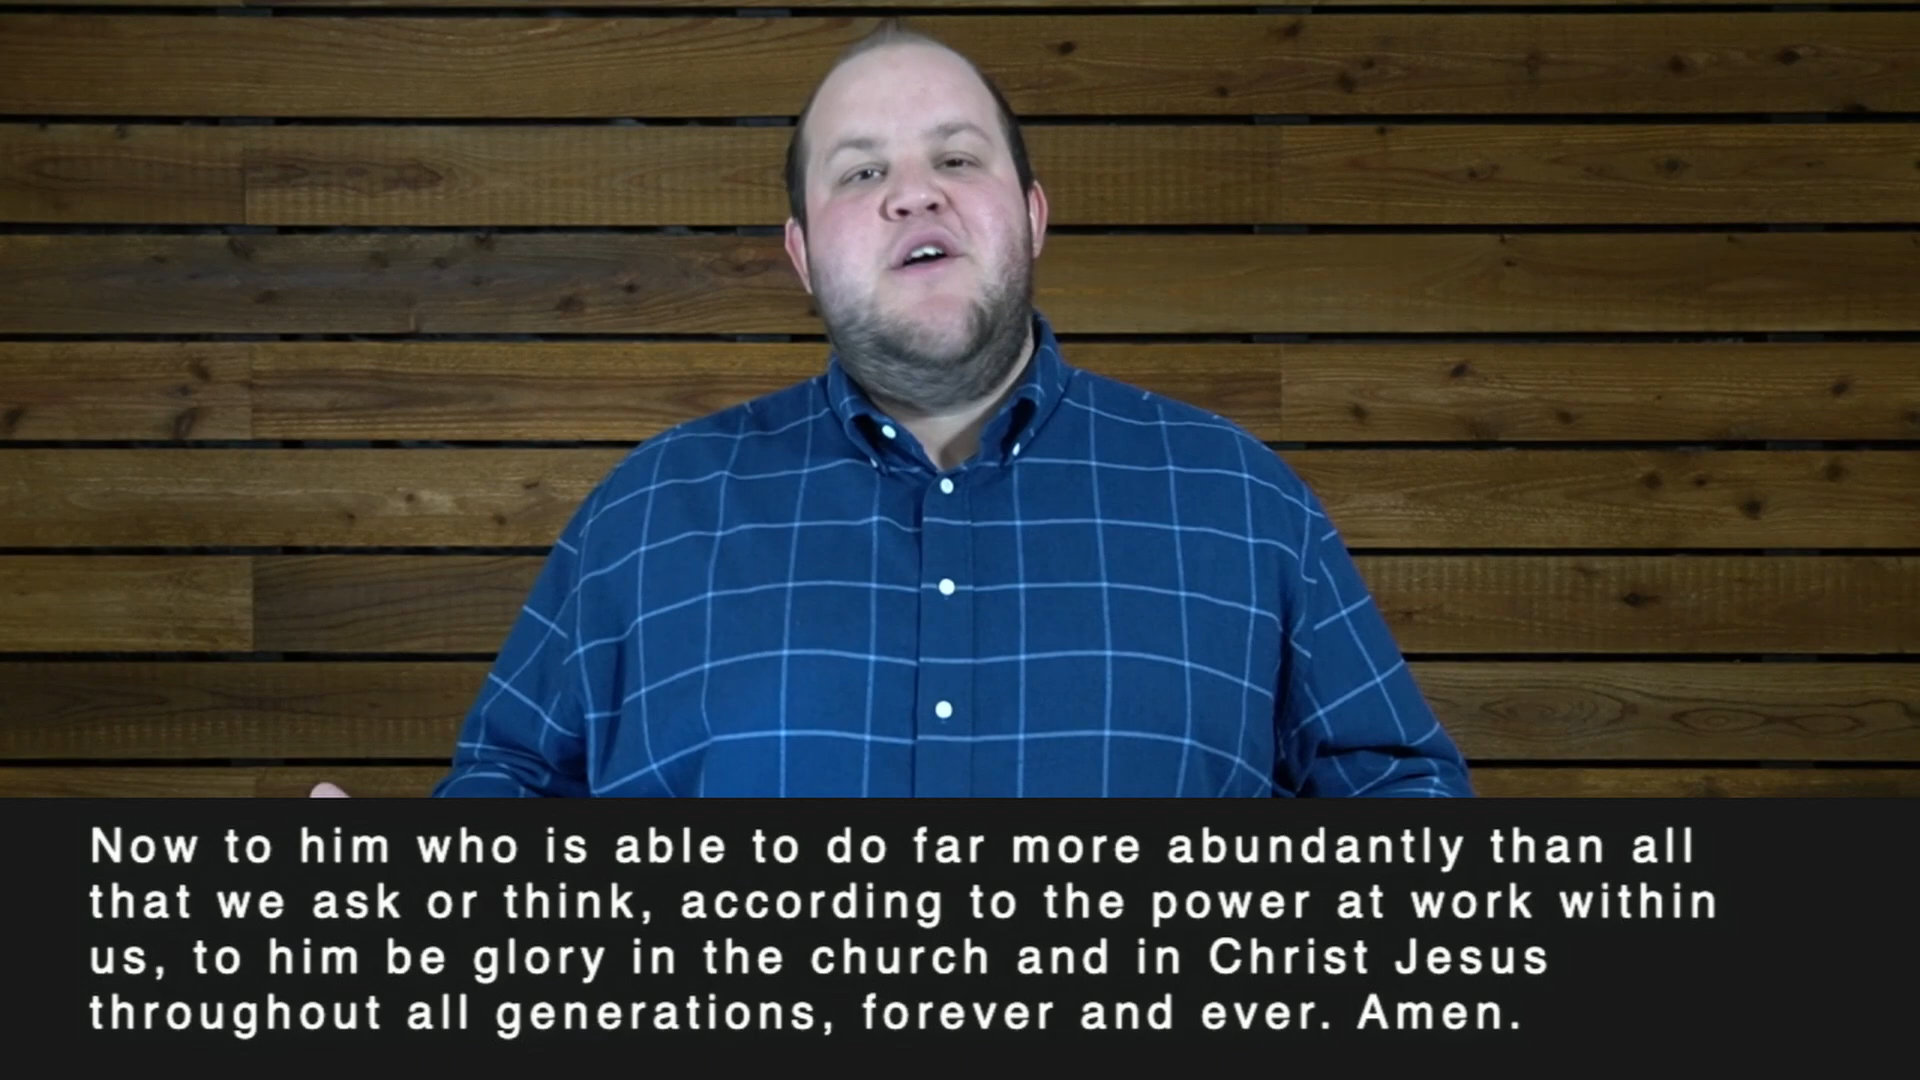 Now to him who is able to do far more abundantly than all
that we ask or think, according to the power at work within
us, to him be glory in the church and in Christ Jesus
throughout all generations, forever and ever. Amen.